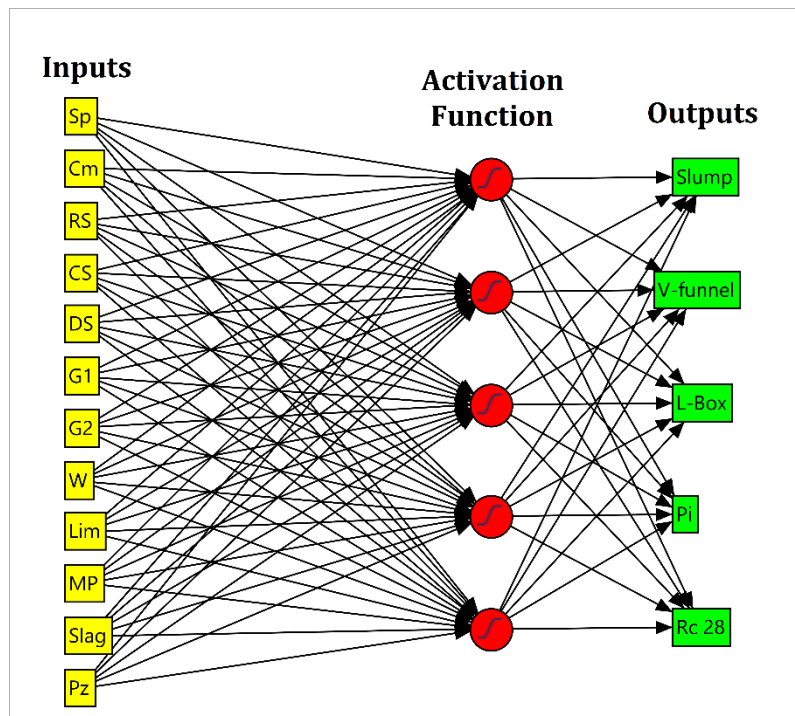 Inputs
Activation
Function
Outputs
Sp
Cm
RS
CS
DS
G1
G2
W
Lim
MP
Slag
Pz
Slump
V-funnel
L-Box
Pi
Rc 28